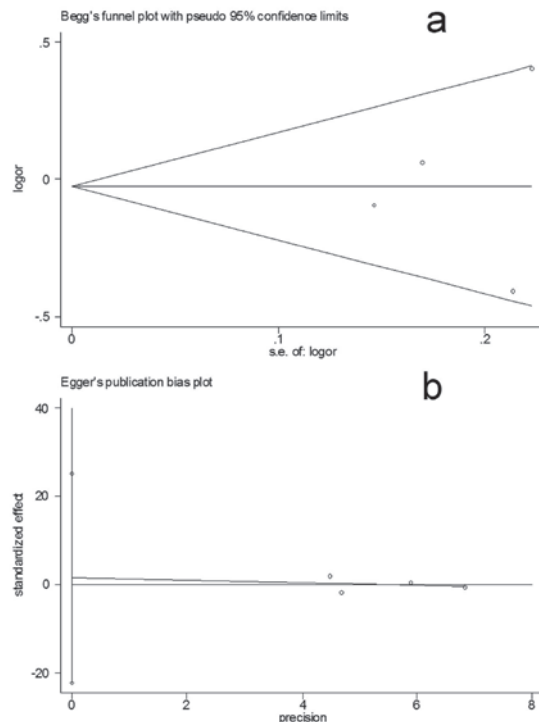 Begg's funnel plot with pseudo 95% confidence limits
a
.5
0
-.5
logor
0
.1
.2
s.e. of: logor
Egger's publication bias plot
b
40
20
0
-20
standardized effect
0
2
4
6
8
precision